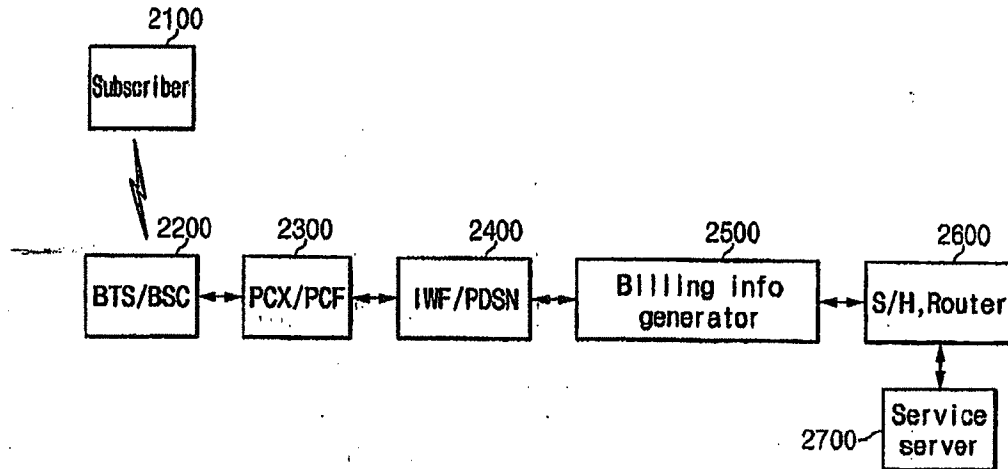 2100
Subscriber
2200
2300
2400
2500
2600
BTS/BSC
PCX/PCF
IWF/PDSN
Billing info
generator
S/H,Router
2700
Service
server